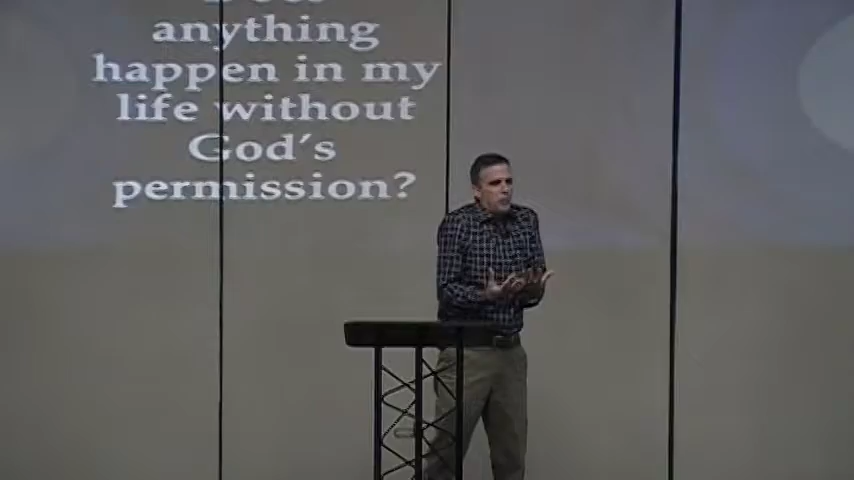 anything
happen in my
life without
God's
permission?